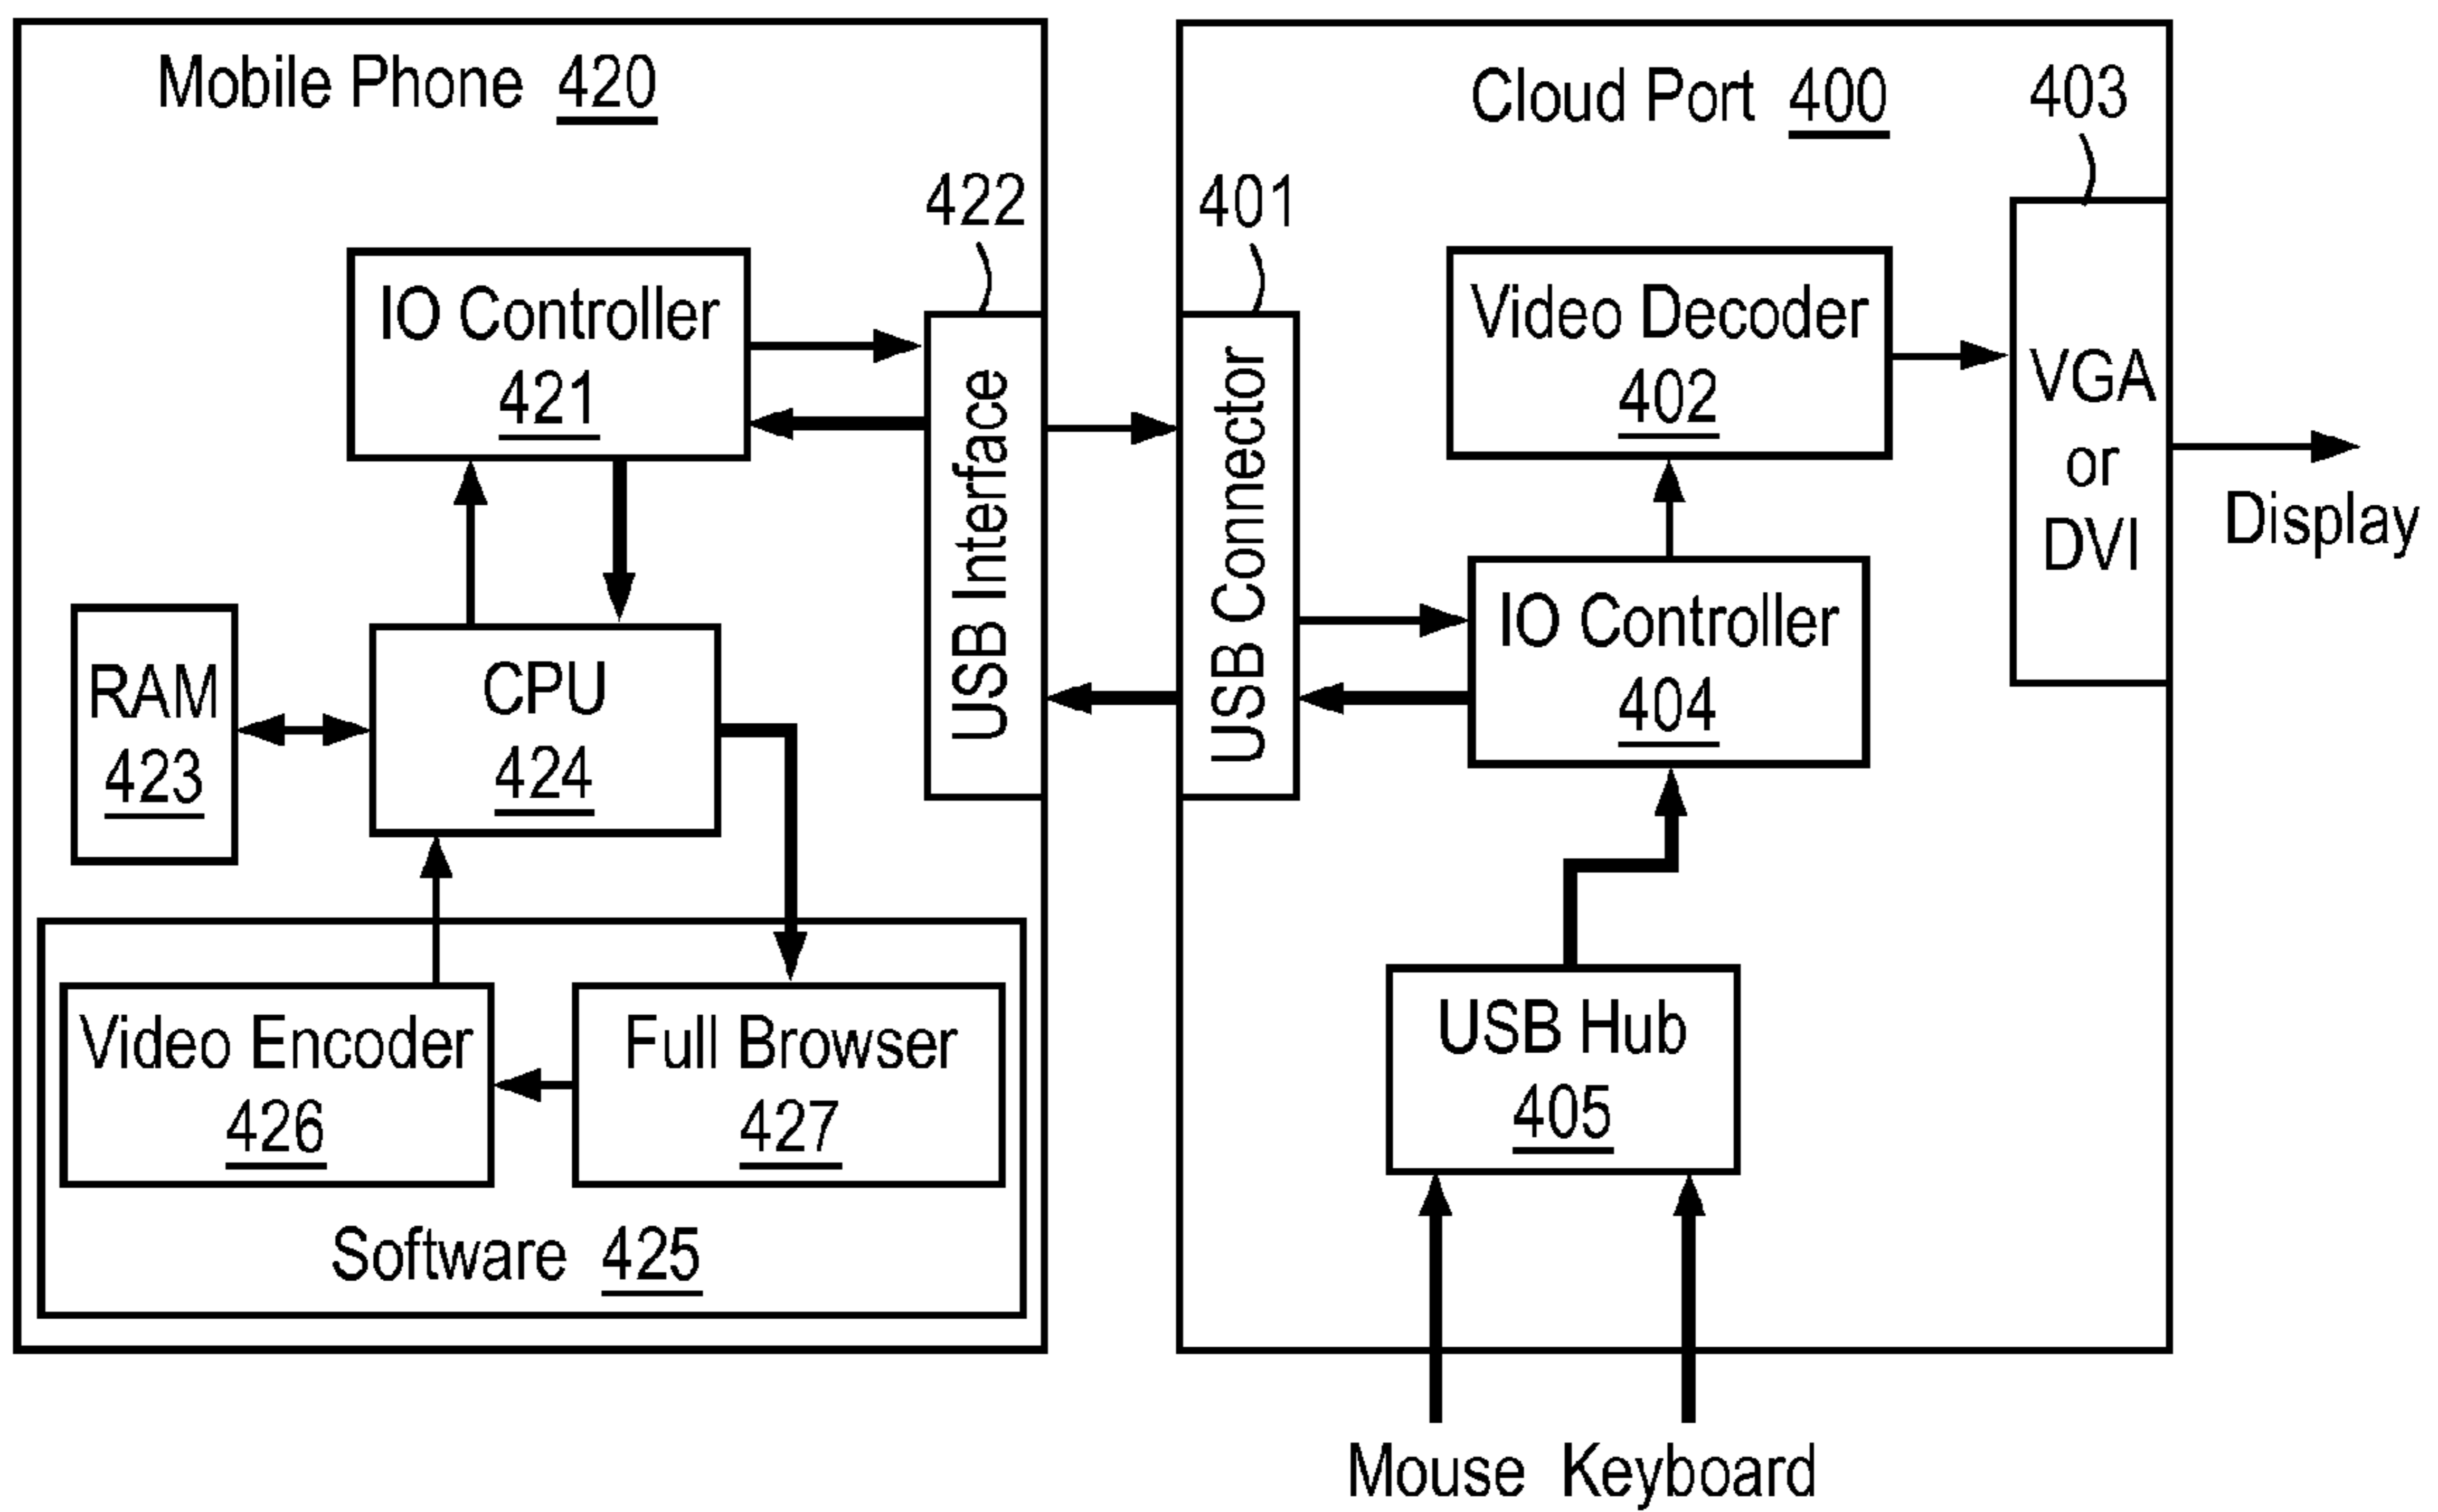 Mobile Phone 420
Cloud Port 400
403
422
401
IO Controller
421
Video Decoder
402
VGA
or
DVI
Display
USB Interface
USB Connector
IO Controller
404
RAM
423
CPU
424
USB Hub
405
Video Encoder
426
Full Browser
427
Software 425
Mouse Keyboard